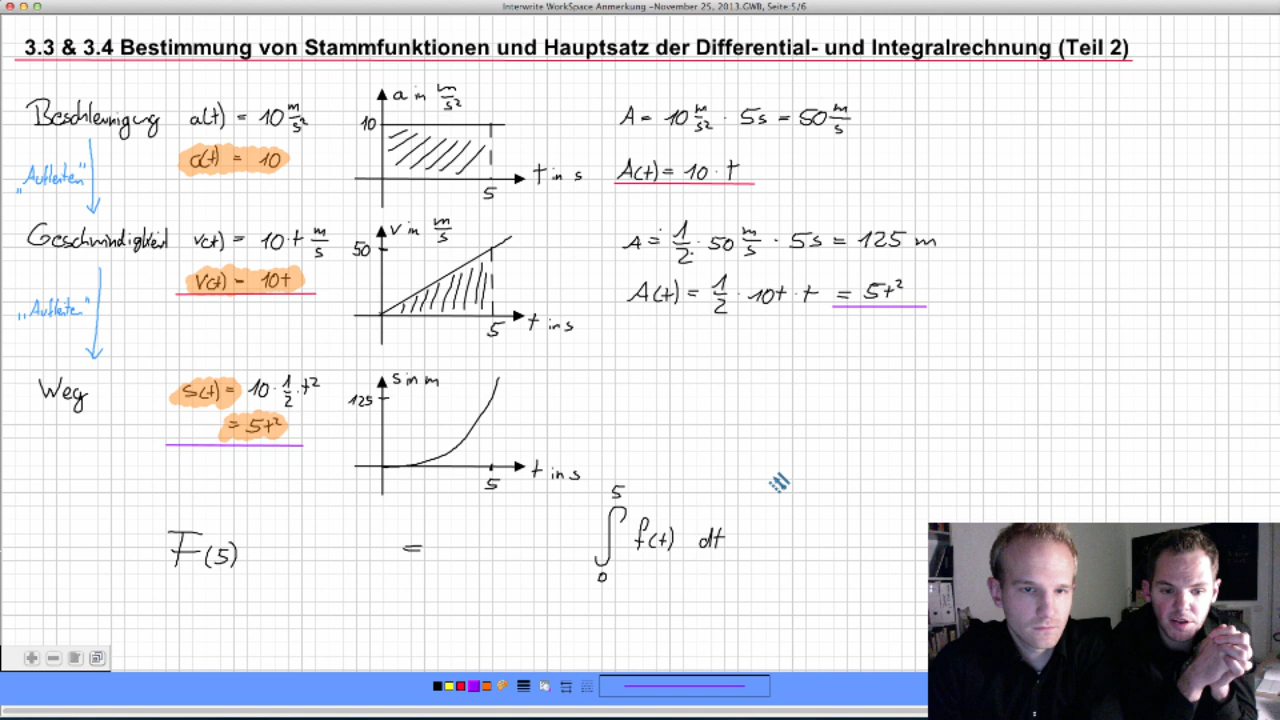 Interwrite WorkSpace Anmerkung -November 25, 2013.GWB, Seite 5/6
3.3 & 3.4 Bestimmung von Stammfunktionen und Hauptsatz der Differential- und Integralrechnung (Teil 2)
Beschleunigung a(t) = 10 m/s²
a(t) = 10
a in m/s²
10
t in s
5
A = 10 m/s² · 5s = 50 m/s
A(t) = 10 · t
„Aufleiten"
Geschwindigkeit v(t) = 10·t m/s
v(t) = 10t
v in m/s
50
t in s
5
A = 1/2 · 50 m/s · 5s = 125 m
A(t) = 1/2 · 10t · t = 5t²
„Aufleiten"
Weg s(t) = 10 · 1/2 · t²
= 5t²
s in m
125
t in s
5
F(5) = ∫₀⁵ f(t) dt